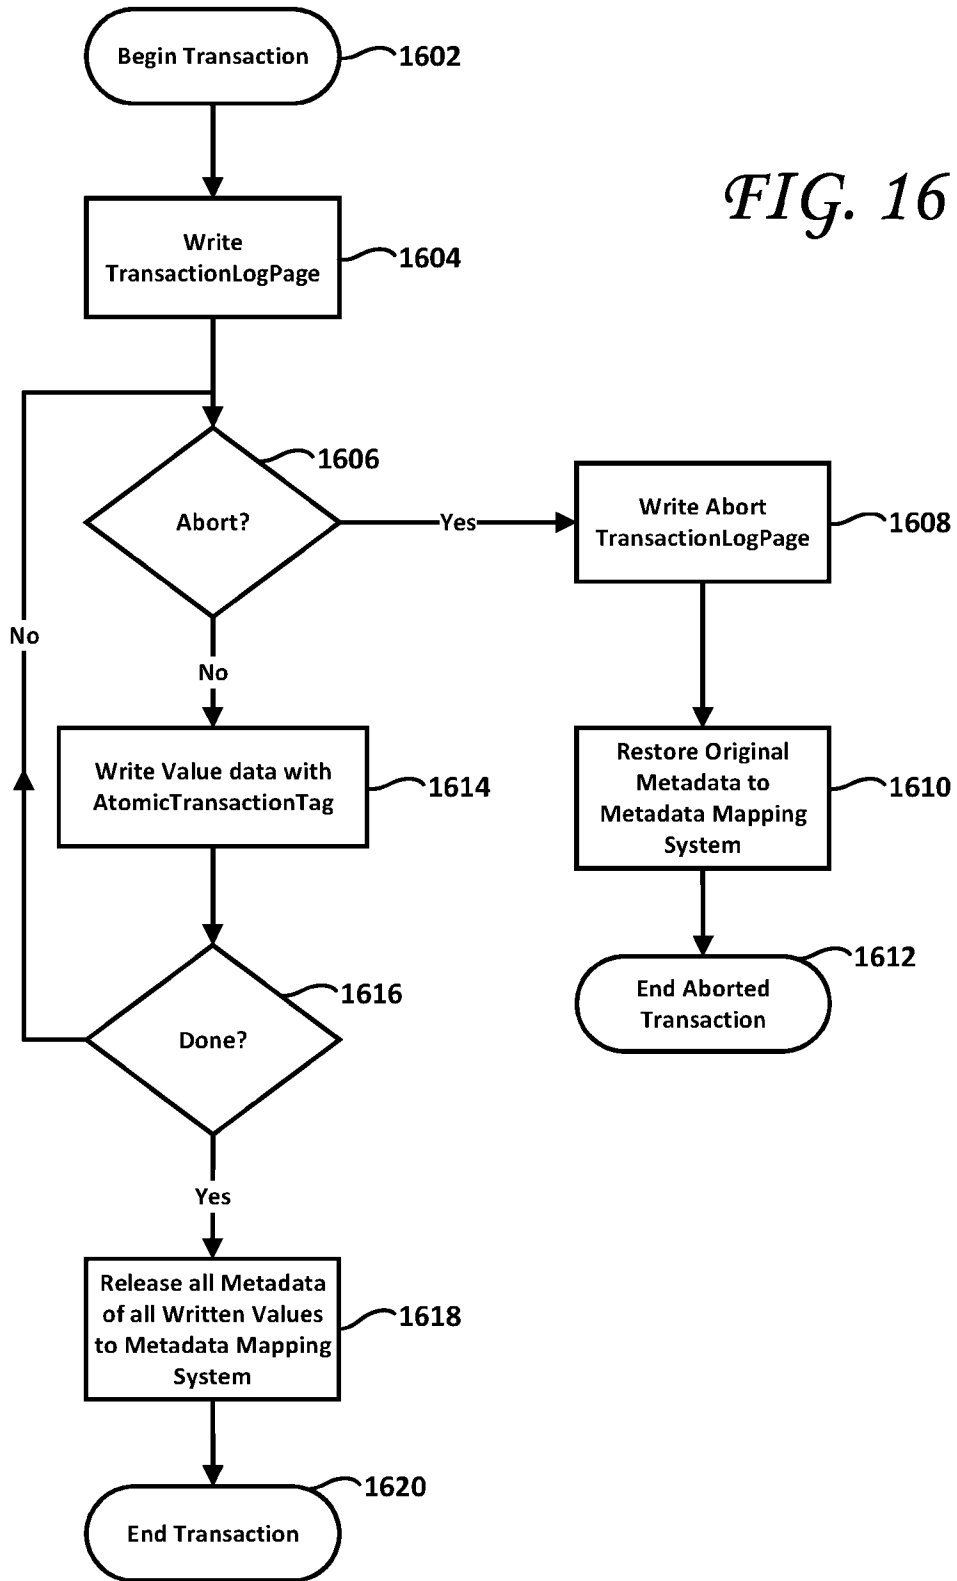 Begin Transaction
1602
FIG. 16
Write
TransactionLogPage
1604
1606
Abort?
Yes
Write Abort
TransactionLogPage
1608
No
No
Write Value data with
AtomicTransactionTag
1614
Restore Original
Metadata to
Metadata Mapping
System
1610
1612
End Aborted
Transaction
1616
Done?
Yes
Release all Metadata
of all Written Values
to Metadata Mapping
System
1618
1620
End Transaction